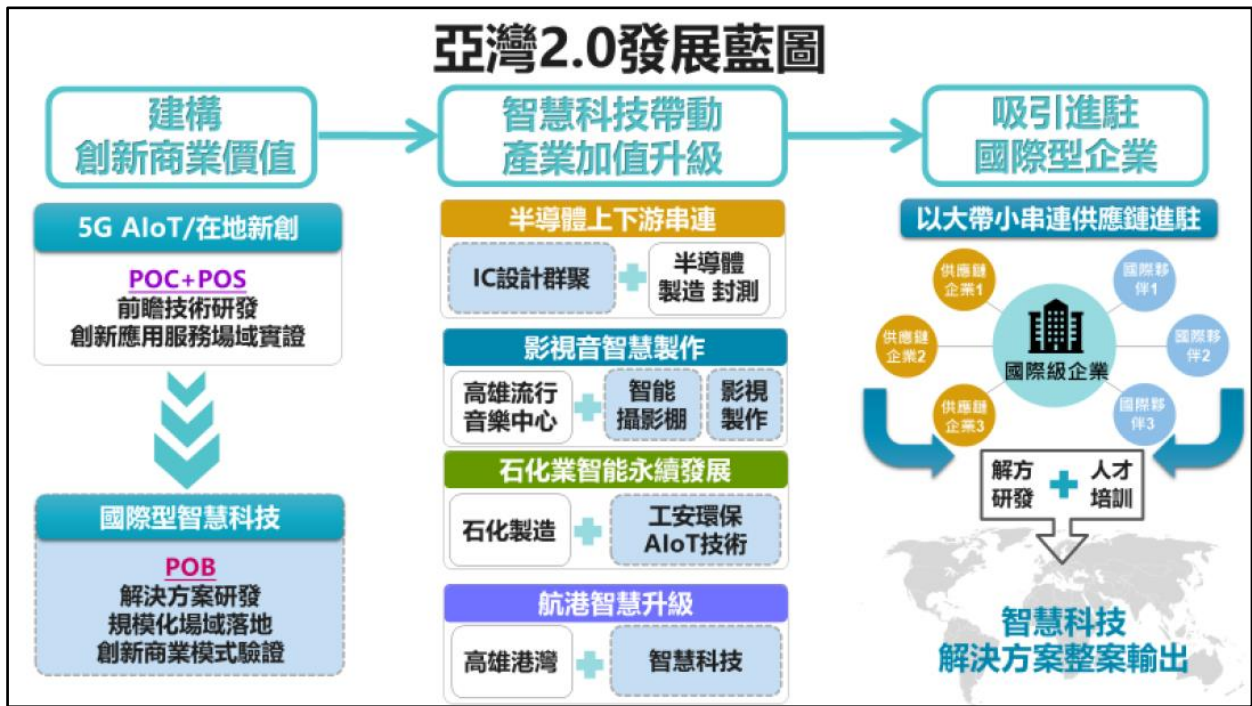 亞灣2.0發展藍圖
建構
創新商業價值
5G AIoT/在地新創
POC+POS
前瞻技術研發
創新應用服務場域實證
國際型智慧科技
POB
解決方案研發
規模化場域落地
創新商業模式驗證
智慧科技帶動
產業加值升級
半導體上下游串連
IC設計群聚
半導體
製造 封測
影視音智慧製作
高雄流行
音樂中心
智能
攝影棚
影視
製作
石化業智能永續發展
石化製造
工安環保
AIoT技術
航港智慧升級
高雄港灣
智慧科技
吸引進駐
國際型企業
以大帶小串連供應鏈進駐
供應鏈
企業1
供應鏈
企業2
供應鏈
企業3
國際級企業
國際夥
伴1
國際夥
伴2
國際夥
伴3
解方
研發
人才
培訓
智慧科技
解決方案整案輸出